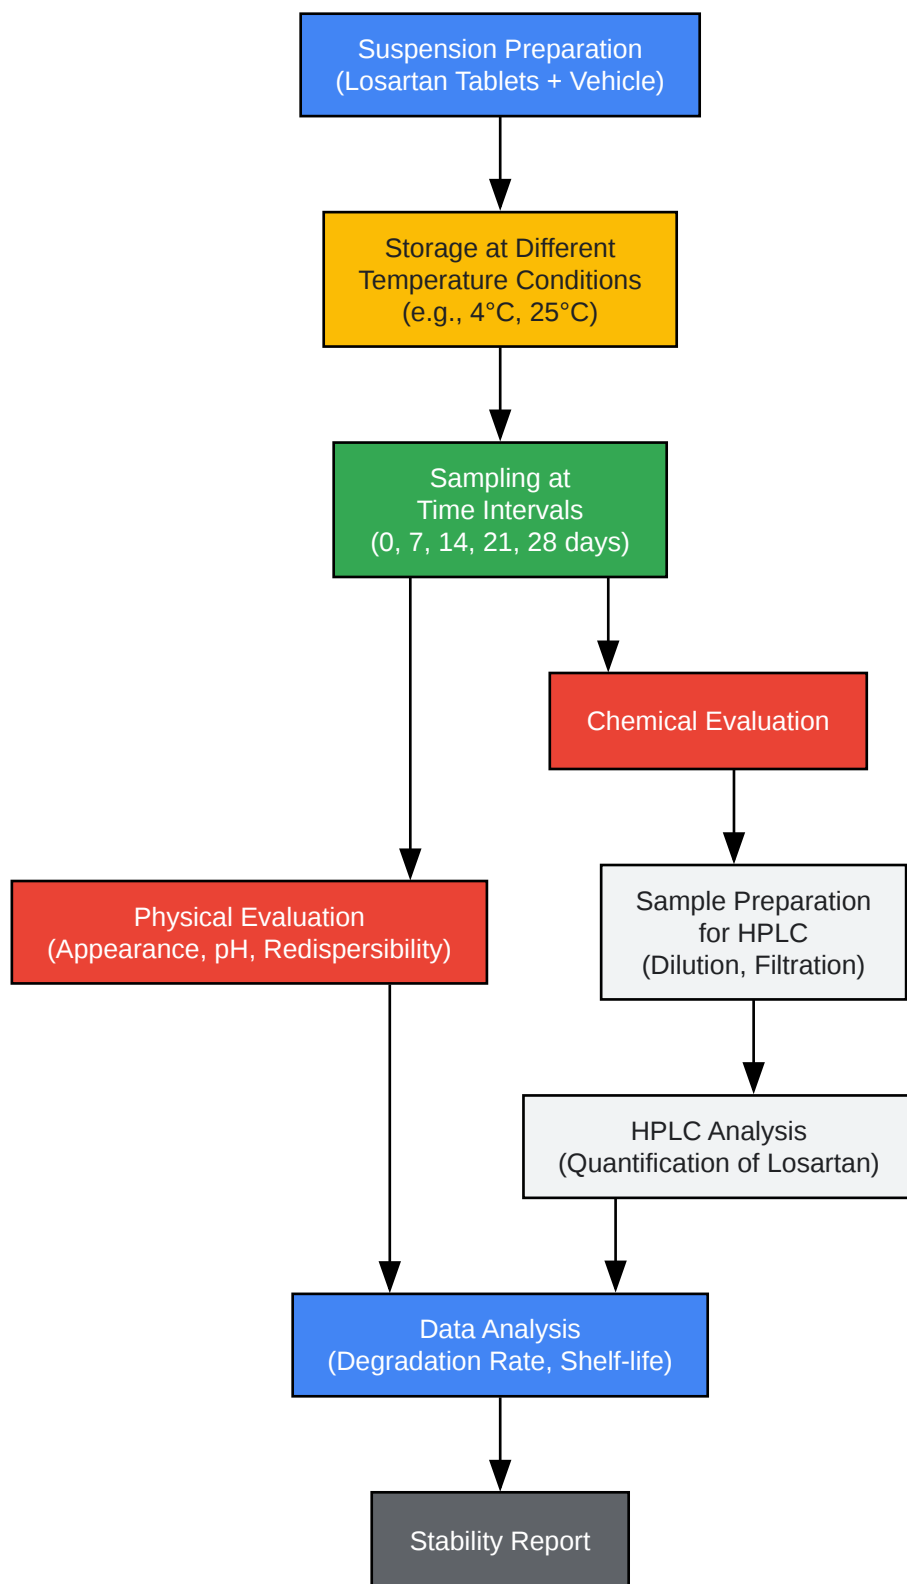 Suspension Preparation
(Losartan Tablets + Vehicle)
Storage at Different
Temperature Conditions
(e.g., 4°C, 25°C)
Sampling at
Time Intervals
(0, 7, 14, 21, 28 days)
Chemical Evaluation
Physical Evaluation
(Appearance, pH, Redispersibility)
Sample Preparation
for HPLC
(Dilution, Filtration)
HPLC Analysis
(Quantification of Losartan)
Data Analysis
(Degradation Rate, Shelf-life)
Stability Report